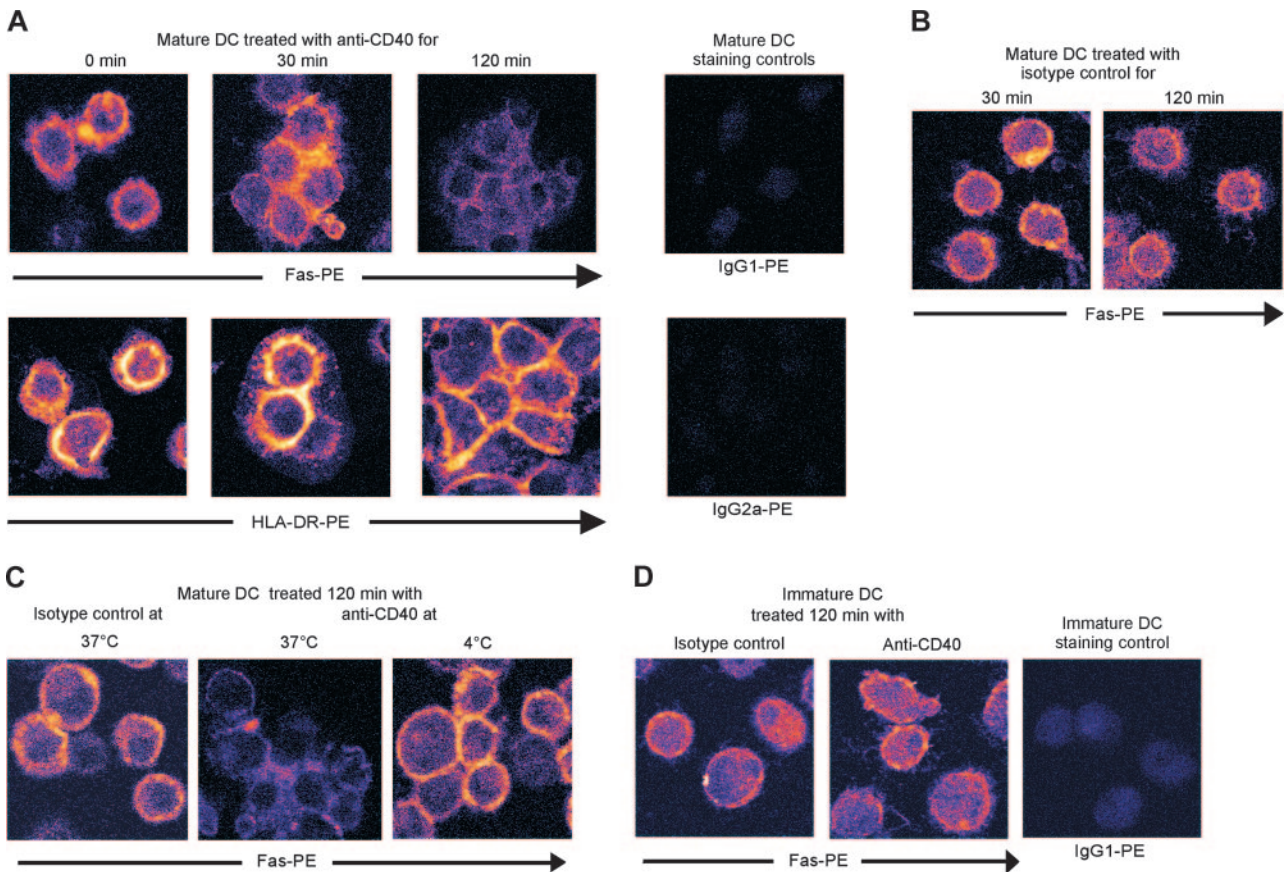 A
Mature DC treated with anti-CD40 for
0 min 30 min 120 min
Mature DC
staining controls
Fas-PE
IgG1-PE
HLA-DR-PE
IgG2a-PE
B
Mature DC treated with
isotype control for
30 min 120 min
Fas-PE
C
Mature DC treated 120 min with
Isotype control at anti-CD40 at
37°C 37°C 4°C
Fas-PE
D
Immature DC
treated 120 min with
Isotype control Anti-CD40
Immature DC
staining control
Fas-PE
IgG1-PE